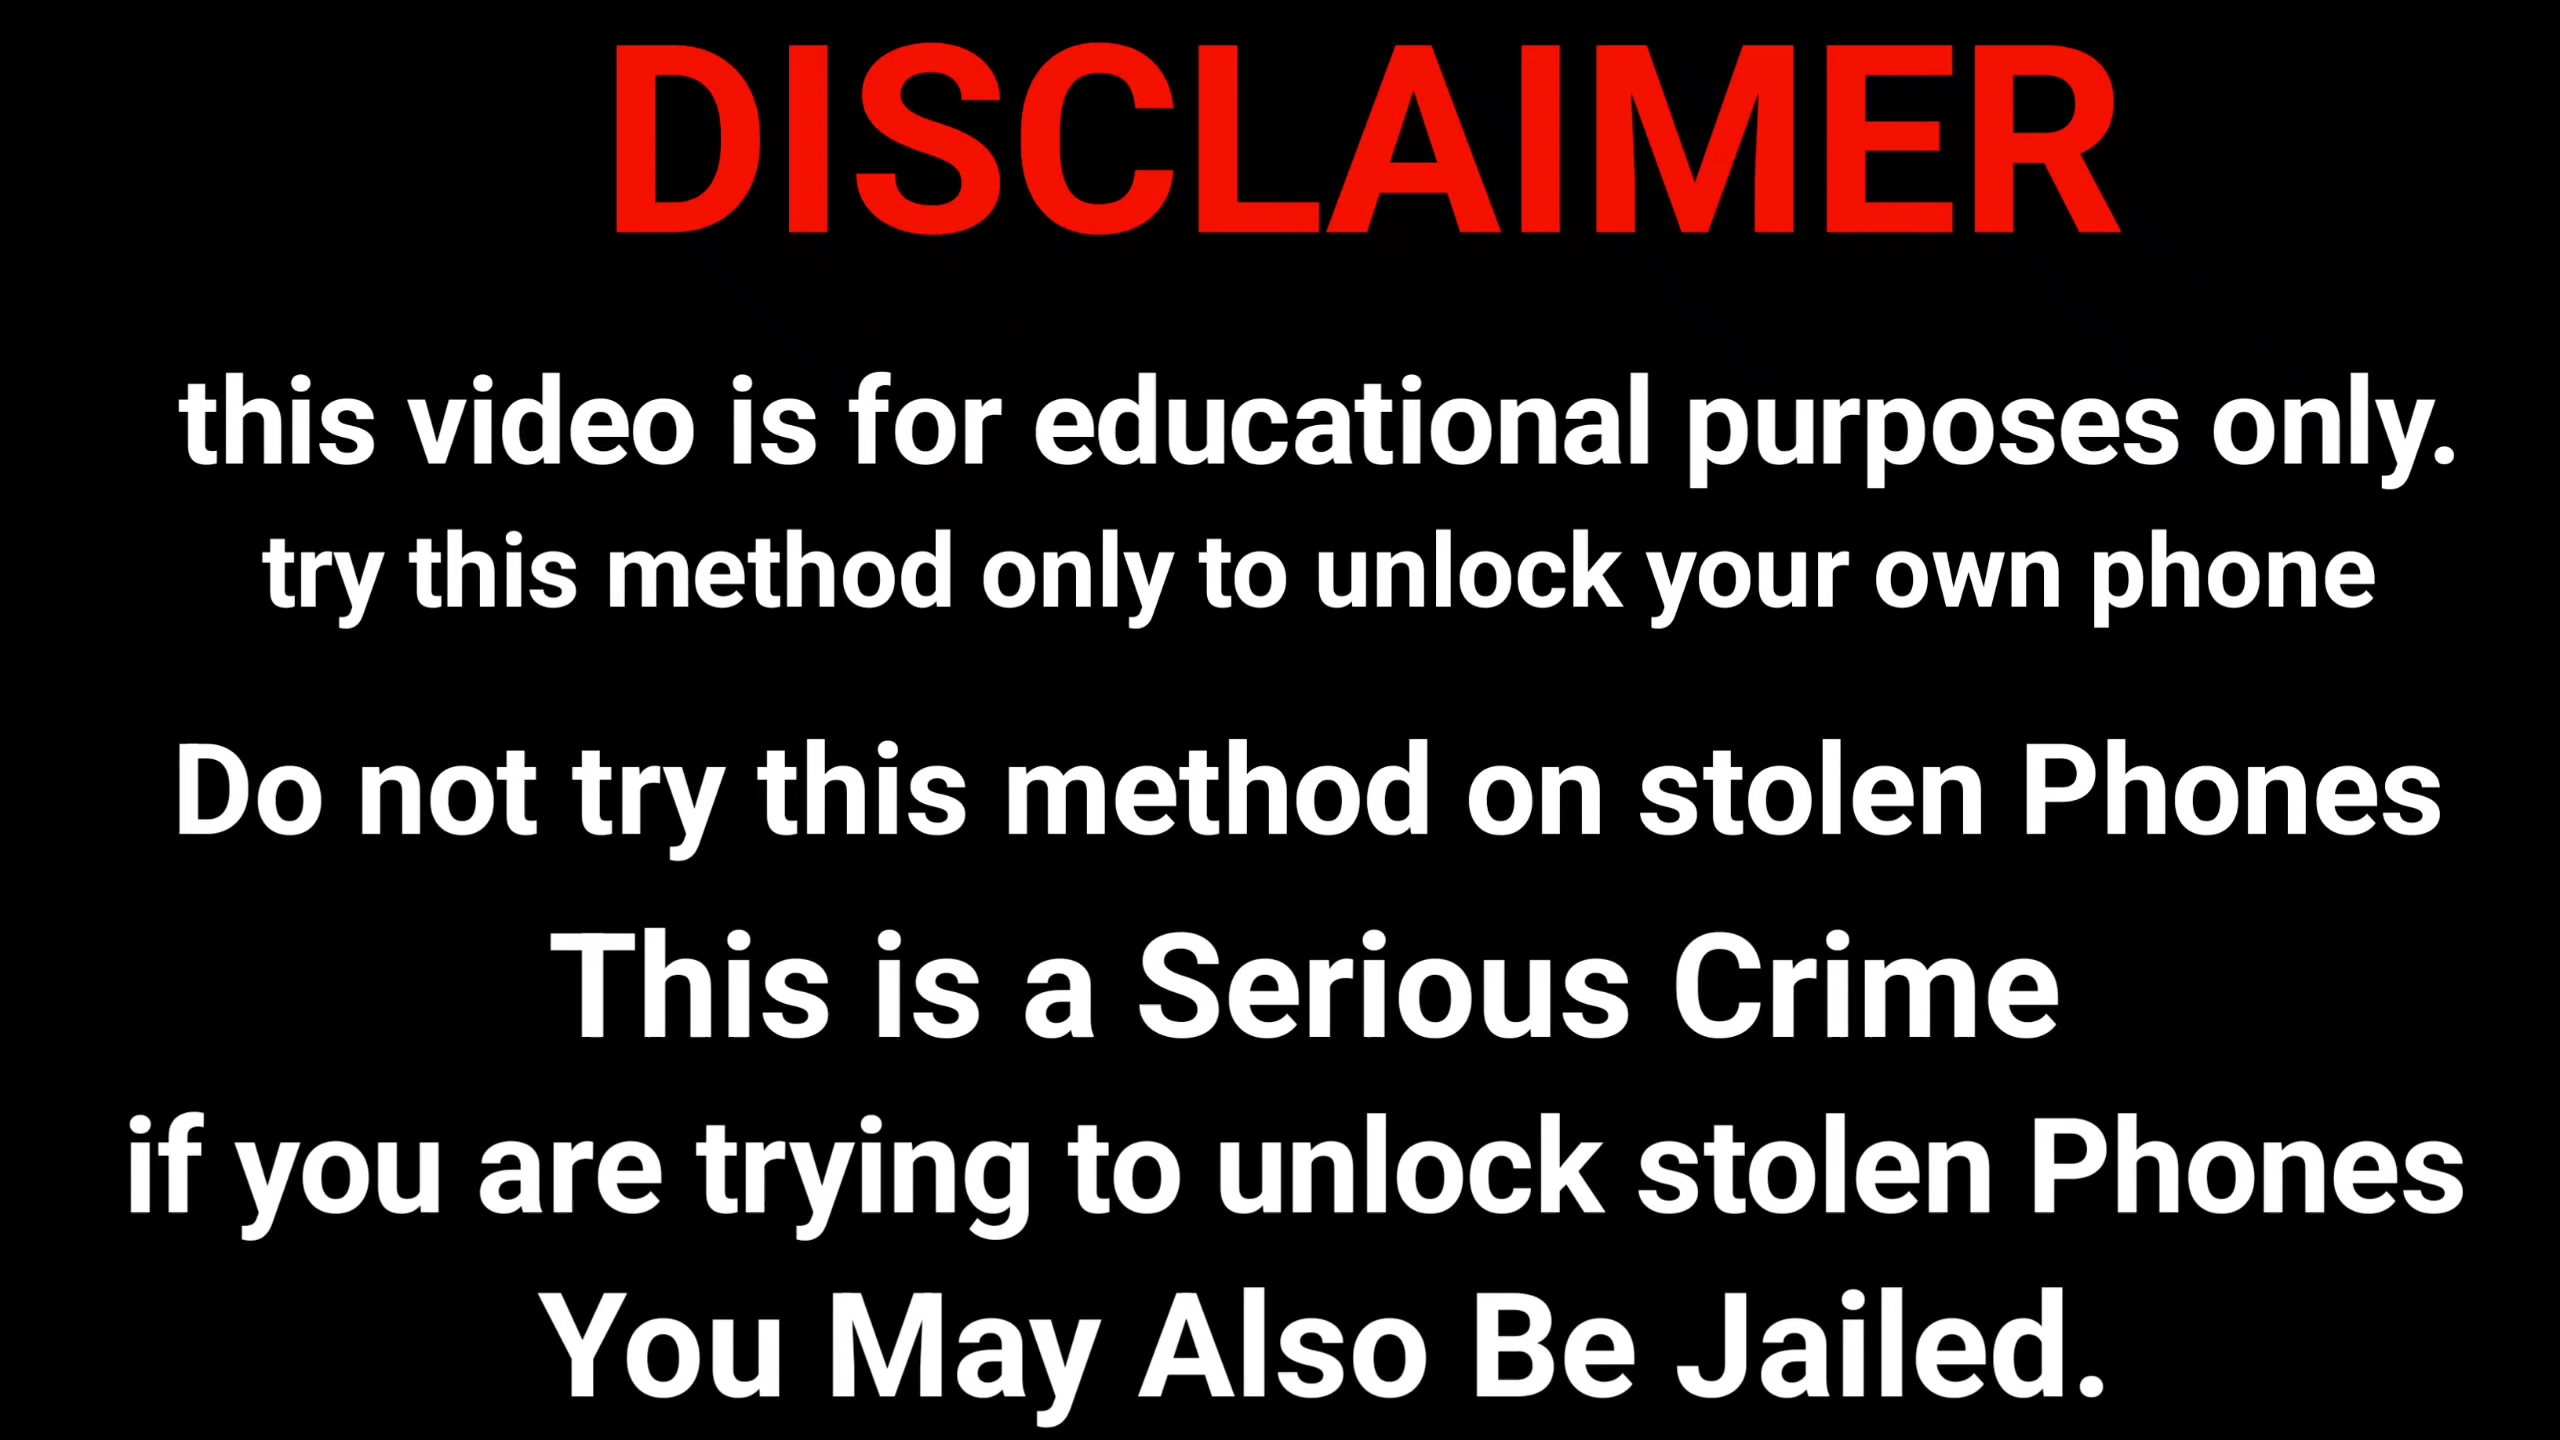 DISCLAIMER
this video is for educational purposes only.
try this method only to unlock your own phone
Do not try this method on stolen Phones
This is a Serious Crime
if you are trying to unlock stolen Phones
You May Also Be Jailed.